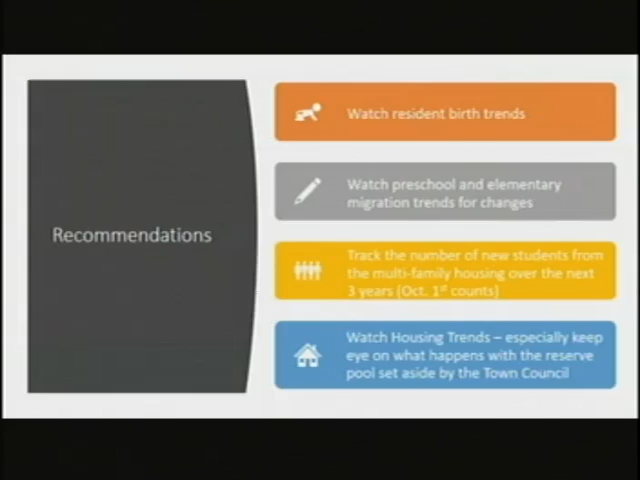 Recommendations
Watch resident birth trends
Watch preschool and elementary
migration trends for changes
Track the number of new students from
the multi-family housing over the next
3 years (Oct. 1st counts)
Watch Housing Trends – especially keep
eye on what happens with the reserve
pool set aside by the Town Council